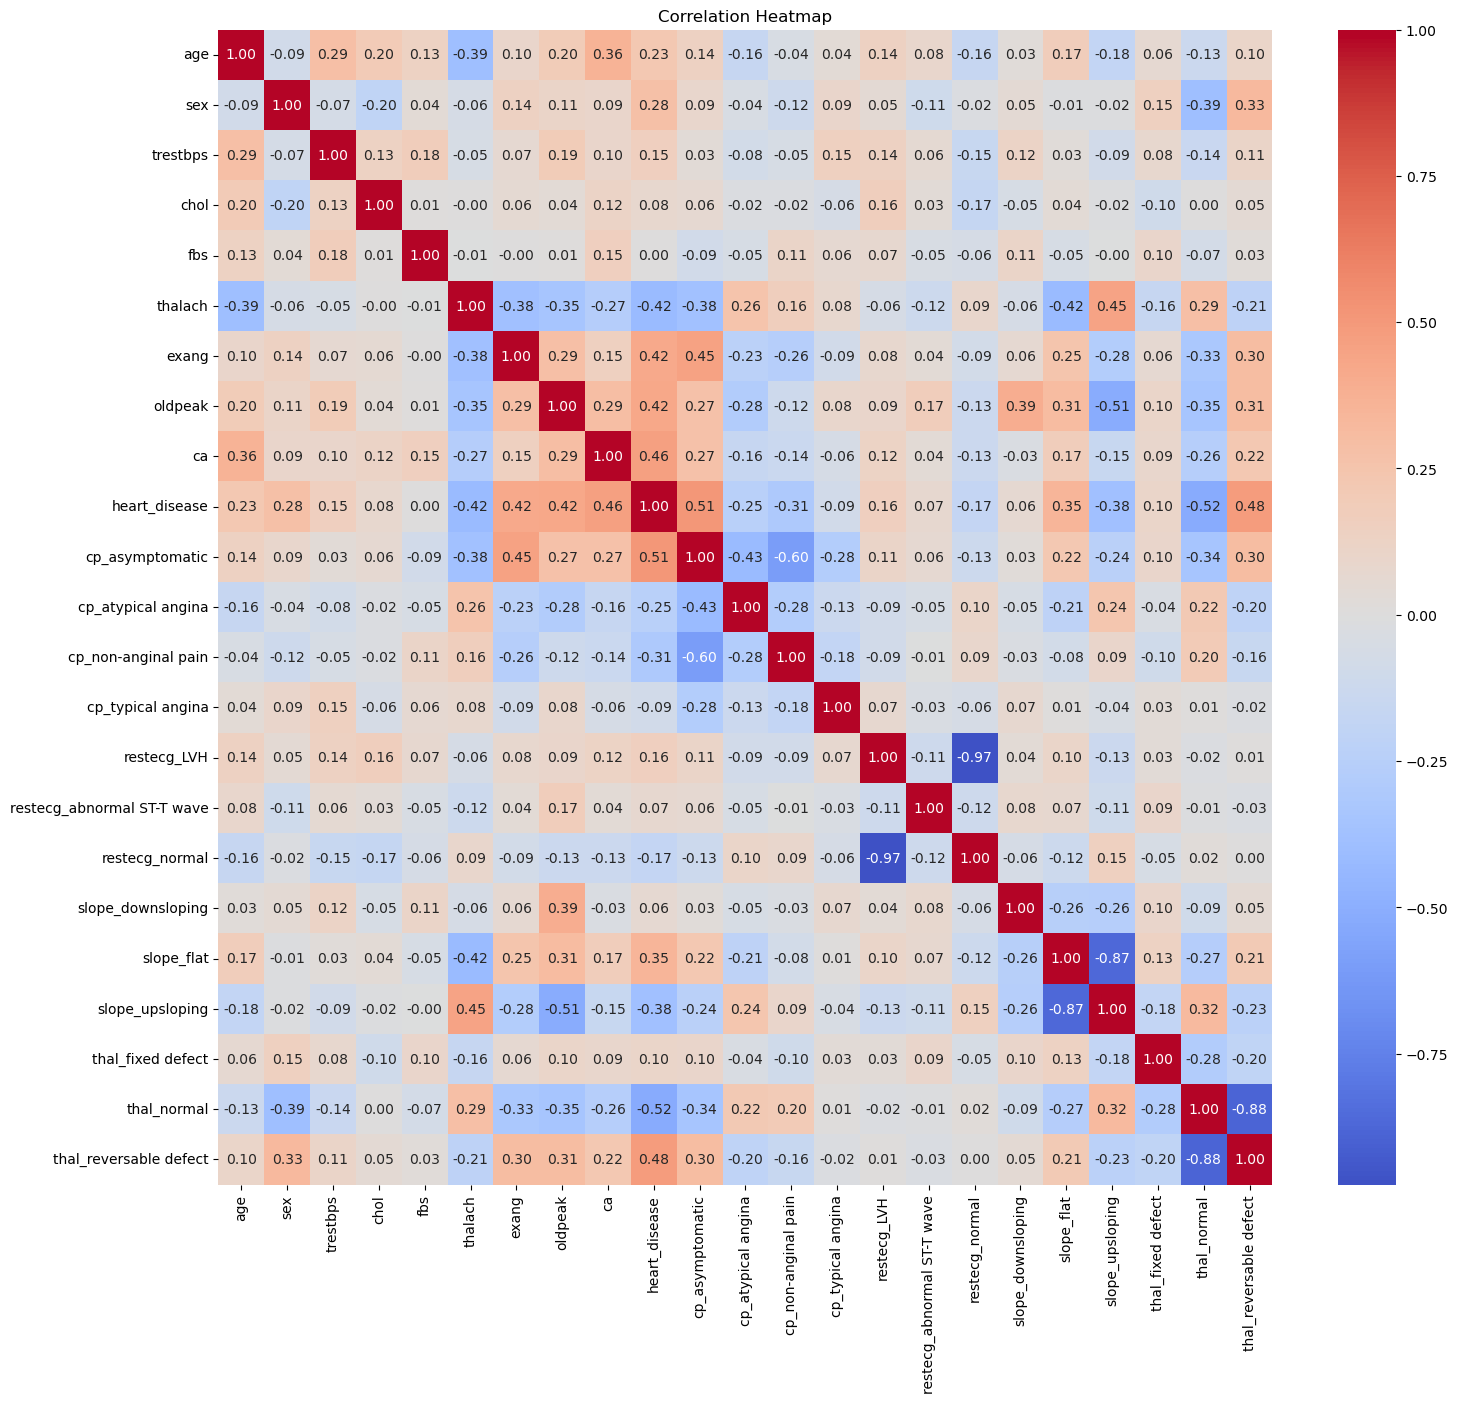 Correlation Heatmap
age 1.00 -0.09 0.29 0.20 0.13 -0.39 0.10 0.20 0.36 0.23 0.14 -0.16 -0.04 0.04 0.14 0.08 -0.16 0.03 0.17 -0.18 0.06 -0.13 0.10
sex -0.09 1.00 -0.07 -0.20 0.04 -0.06 0.14 0.11 0.09 0.28 0.09 -0.04 -0.12 0.09 0.05 -0.11 -0.02 0.05 -0.01 -0.02 0.15 -0.39 0.33
trestbps 0.29 -0.07 1.00 0.13 0.18 -0.05 0.07 0.19 0.10 0.15 0.03 -0.08 -0.05 0.15 0.14 0.06 -0.15 0.12 0.03 -0.09 0.08 -0.14 0.11
chol 0.20 -0.20 0.13 1.00 0.01 -0.00 0.06 0.04 0.12 0.08 0.06 -0.02 -0.02 -0.06 0.16 0.03 -0.17 -0.05 0.04 -0.02 -0.10 0.00 0.05
fbs 0.13 0.04 0.18 0.01 1.00 -0.01 -0.00 0.01 0.15 0.00 -0.09 -0.05 0.11 0.06 0.07 -0.05 -0.06 0.11 -0.05 -0.00 0.10 -0.07 0.03
thalach -0.39 -0.06 -0.05 -0.00 -0.01 1.00 -0.38 -0.35 -0.27 -0.42 -0.38 0.26 0.16 0.08 -0.06 -0.12 0.09 -0.06 -0.42 0.45 -0.16 0.29 -0.21
exang 0.10 0.14 0.07 0.06 -0.00 -0.38 1.00 0.29 0.15 0.42 0.45 -0.23 -0.26 -0.09 0.08 0.04 -0.09 0.06 0.25 -0.28 0.06 -0.33 0.30
oldpeak 0.20 0.11 0.19 0.04 0.01 -0.35 0.29 1.00 0.29 0.42 0.27 -0.28 -0.12 0.08 0.09 0.17 -0.13 0.39 0.31 -0.51 0.10 -0.35 0.31
ca 0.36 0.09 0.10 0.12 0.15 -0.27 0.15 0.29 1.00 0.46 0.27 -0.16 -0.14 -0.06 0.12 0.04 -0.13 -0.03 0.17 -0.15 0.09 -0.26 0.22
heart_disease 0.23 0.28 0.15 0.08 0.00 -0.42 0.42 0.42 0.46 1.00 0.51 -0.25 -0.31 -0.09 0.16 0.07 -0.17 0.06 0.35 -0.38 0.10 -0.52 0.48
cp_asymptomatic 0.14 0.09 0.03 0.06 -0.09 -0.38 0.45 0.27 0.27 0.51 1.00 -0.43 -0.60 -0.28 0.11 0.06 -0.13 0.03 0.22 -0.24 0.10 -0.34 0.30
cp_atypical angina -0.16 -0.04 -0.08 -0.02 -0.05 0.26 -0.23 -0.28 -0.16 -0.25 -0.43 1.00 -0.28 -0.13 -0.09 -0.05 0.10 -0.05 -0.21 0.24 -0.04 0.22 -0.20
cp_non-anginal pain -0.04 -0.12 -0.05 -0.02 0.11 0.16 -0.26 -0.12 -0.14 -0.31 -0.60 -0.28 1.00 -0.18 -0.09 -0.01 0.09 -0.03 -0.08 0.09 -0.10 0.20 -0.16
cp_typical angina 0.04 0.09 0.15 -0.06 0.06 0.08 -0.09 0.08 -0.06 -0.09 -0.28 -0.13 -0.18 1.00 0.07 -0.03 -0.06 0.07 0.01 -0.04 0.03 0.01 -0.02
restecg_LVH 0.14 0.05 0.14 0.16 0.07 -0.06 0.08 0.09 0.12 0.16 0.11 -0.09 -0.09 0.07 1.00 -0.11 -0.97 0.04 0.10 -0.13 0.03 -0.02 0.01
restecg_abnormal ST-T wave 0.08 -0.11 0.06 0.03 -0.05 -0.12 0.04 0.17 0.04 0.07 0.06 -0.05 -0.01 -0.03 -0.11 1.00 -0.12 0.08 0.07 -0.11 0.09 -0.01 -0.03
restecg_normal -0.16 -0.02 -0.15 -0.17 -0.06 0.09 -0.09 -0.13 -0.13 -0.17 -0.13 0.10 0.09 -0.06 -0.97 -0.12 1.00 -0.06 -0.12 0.15 -0.05 0.02 0.00
slope_downsloping 0.03 0.05 0.12 -0.05 0.11 -0.06 0.06 0.39 -0.03 0.06 0.03 -0.05 -0.03 0.07 0.04 0.08 -0.06 1.00 -0.26 -0.26 0.10 -0.09 0.05
slope_flat 0.17 -0.01 0.03 0.04 -0.05 -0.42 0.25 0.31 0.17 0.35 0.22 -0.21 -0.08 0.01 0.10 0.07 -0.12 -0.26 1.00 -0.87 0.13 -0.27 0.21
slope_upsloping -0.18 -0.02 -0.09 -0.02 -0.00 0.45 -0.28 -0.51 -0.15 -0.38 -0.24 0.24 0.09 -0.04 -0.13 -0.11 0.15 -0.26 -0.87 1.00 -0.18 0.32 -0.23
thal_fixed defect 0.06 0.15 0.08 -0.10 0.10 -0.16 0.06 0.10 0.09 0.10 0.10 -0.04 -0.10 0.03 0.03 0.09 -0.05 0.10 0.13 -0.18 1.00 -0.28 -0.20
thal_normal -0.13 -0.39 -0.14 0.00 -0.07 0.29 -0.33 -0.35 -0.26 -0.52 -0.34 0.22 0.20 0.01 -0.02 -0.01 0.02 -0.09 -0.27 0.32 -0.28 1.00 -0.88
thal_reversable defect 0.10 0.33 0.11 0.05 0.03 -0.21 0.30 0.31 0.22 0.48 0.30 -0.20 -0.16 -0.02 0.01 -0.03 0.00 0.05 0.21 -0.23 -0.20 -0.88 1.00
age
sex
trestbps
chol
fbs
thalach
exang
oldpeak
ca
heart_disease
cp_asymptomatic
cp_atypical angina
cp_non-anginal pain
cp_typical angina
restecg_LVH
restecg_abnormal ST-T wave
restecg_normal
slope_downsloping
slope_flat
slope_upsloping
thal_fixed defect
thal_normal
thal_reversable defect
1.00
0.75
0.50
0.25
0.00
−0.25
−0.50
−0.75